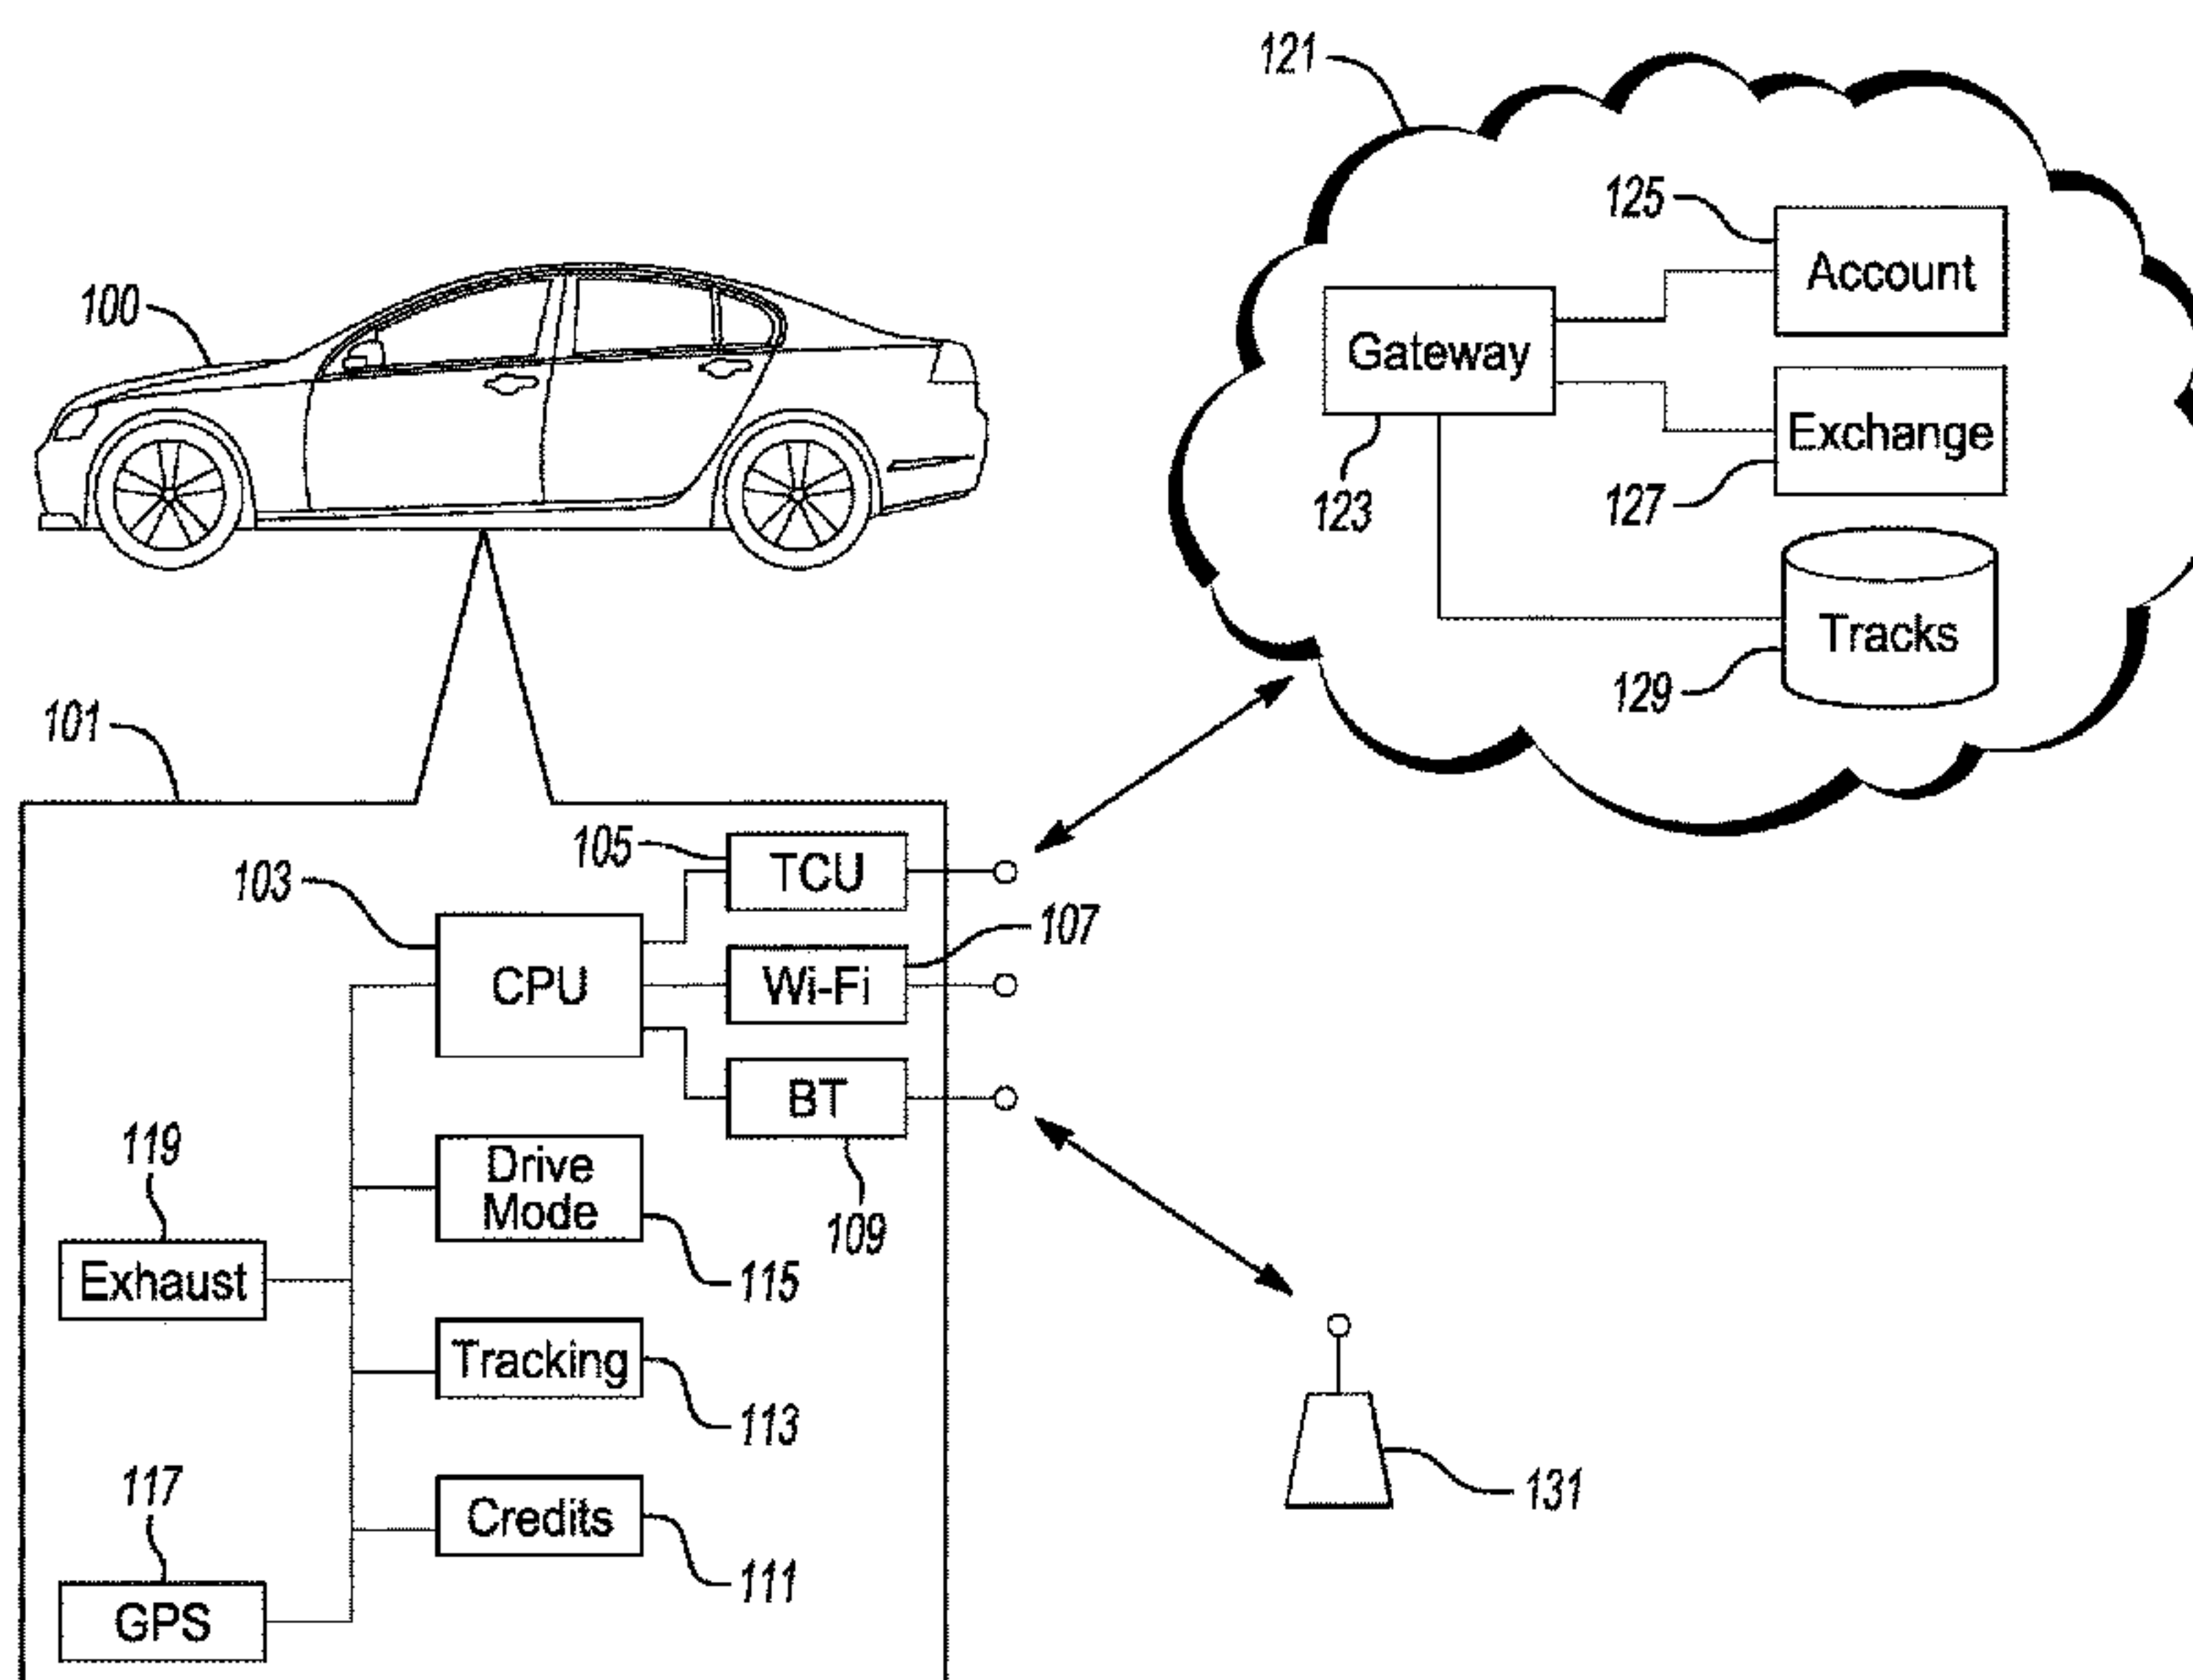 121
125
Account
100
Gateway
Exchange
123
127
Tracks
129
101
105
TCU
103
107
CPU
Wi-Fi
BT
119
Drive
Mode
109
Exhaust
115
Tracking
113
117
Credits
131
111
GPS